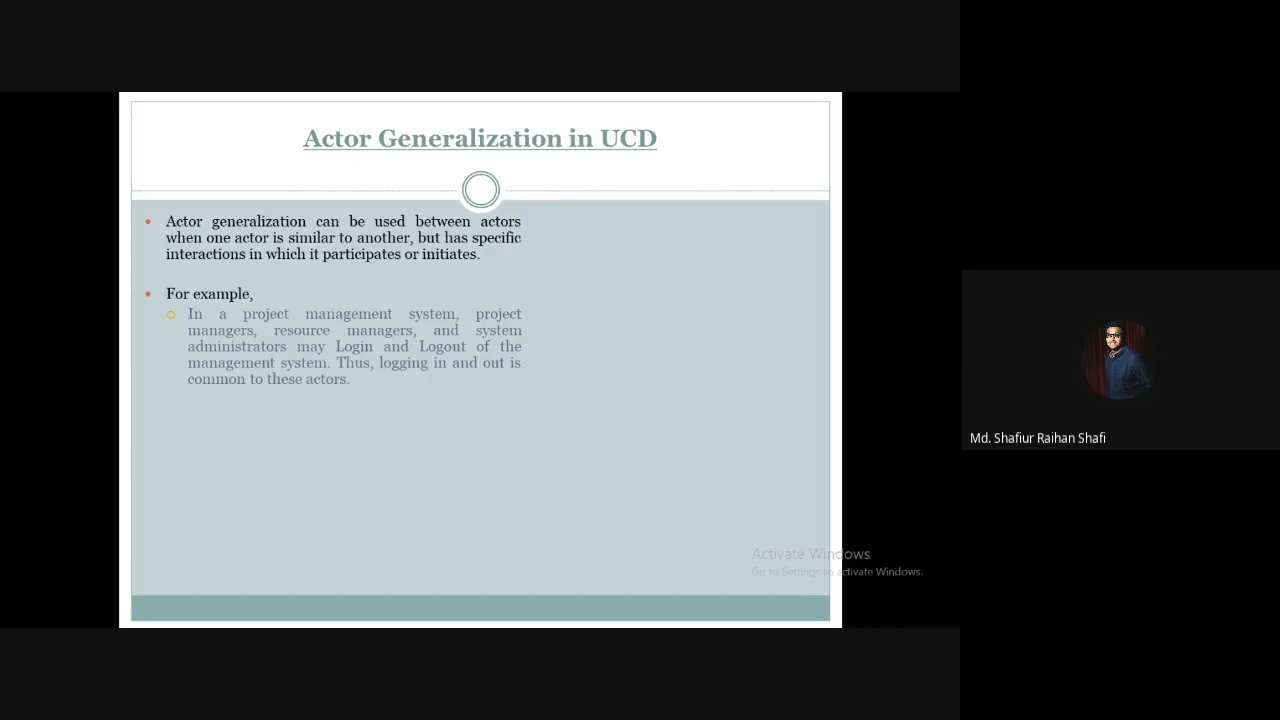 Actor Generalization in UCD
Actor generalization can be used between actors
when one actor is similar to another, but has specific
interactions in which it participates or initiates.
For example,
In a project management system, project
managers, resource managers, and system
administrators may Login and Logout of the
management system. Thus, logging in and out is
common to these actors.
Activate Windows
Go to Settings to activate Windows.
Md. Shafiur Raihan Shafi